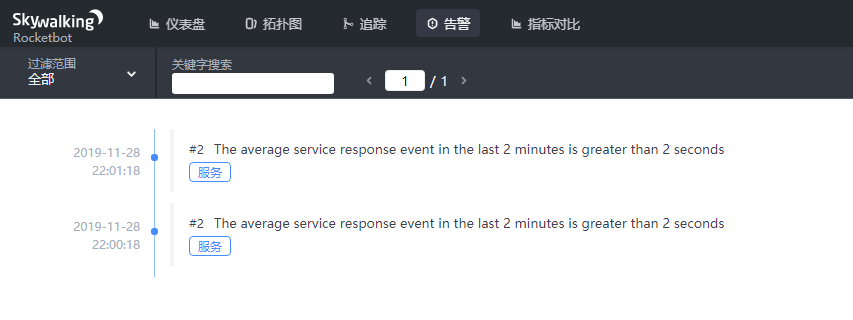 Skywalking
Rocketbot
仪表盘 拓扑图 追踪 告警 指标对比
过滤范围
全部
关键字搜索
1 / 1
2019-11-28
22:01:18
#2 The average service response event in the last 2 minutes is greater than 2 seconds
服务
2019-11-28
22:00:18
#2 The average service response event in the last 2 minutes is greater than 2 seconds
服务